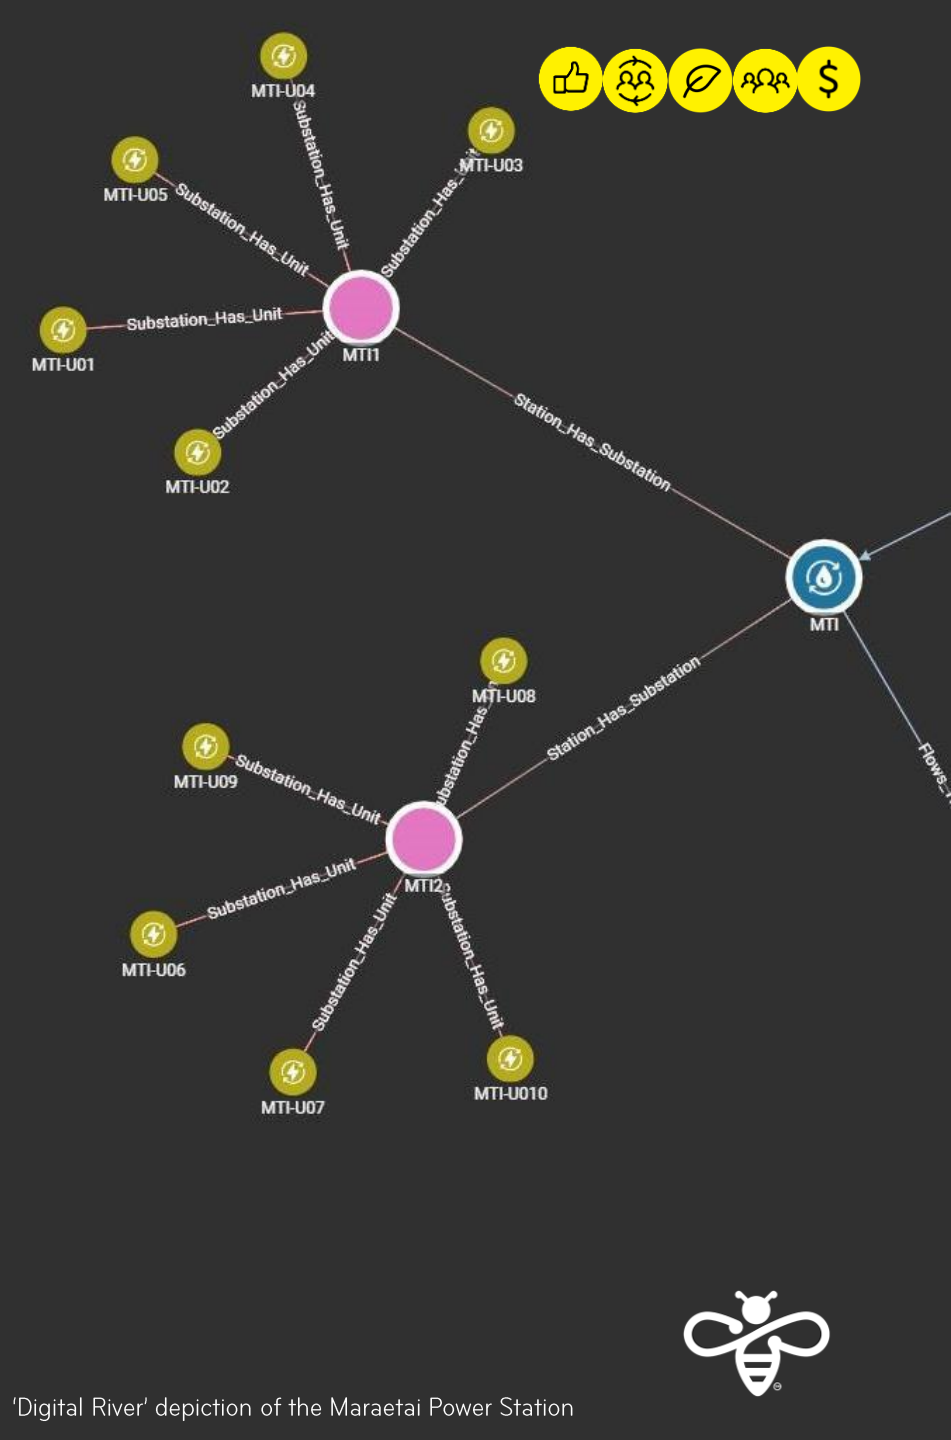 MTI-U04
Substation_Has_Unit
MTI-U03
Substation_Has_
MTI-U05
Substation_Has_Unit
Substation_Has_Unit
MTI-U01
MTI1
Substation_Has_Unit
MTI-U02
Station_Has_Substation
MTI
MTI-U08
Station_Has_Substation
MTI-U09
Substation_Has_Unit
MTI2
Substation_Has_Unit
MTI-U06
Substation_Has_Unit
ubstation_Has_Unit
MTI-U07
MTI-U010
$
'Digital River' depiction of the Maraetai Power Station